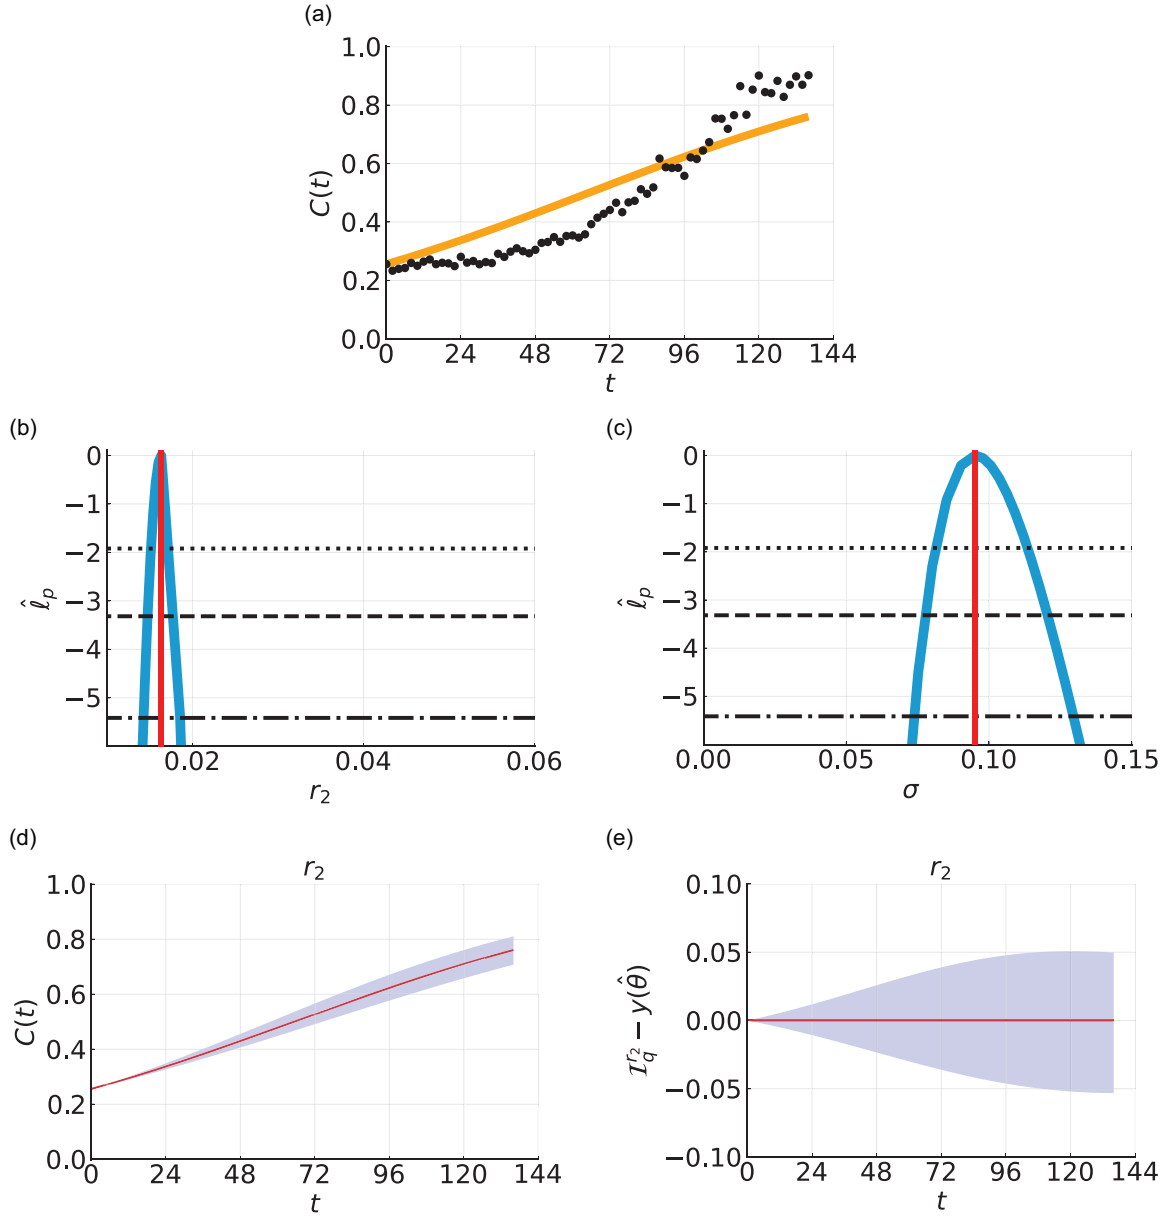 (a)
1.0
0.8
0.6
0.4
0.2
0.0
C(t)
0 24 48 72 96 120 144
t
(b)
0
−1
−2
−3
−4
−5
ℓ̂ₚ
0.02 0.04 0.06
r₂
(c)
0
−1
−2
−3
−4
−5
ℓ̂ₚ
0.00 0.05 0.10 0.15
σ
(d)
r₂
1.0
0.8
0.6
0.4
0.2
0.0
C(t)
0 24 48 72 96 120 144
t
(e)
r₂
0.10
0.05
0.00
−0.05
−0.10
𝓘_q^{r₂} − y(θ̂)
0 24 48 72 96 120 144
t